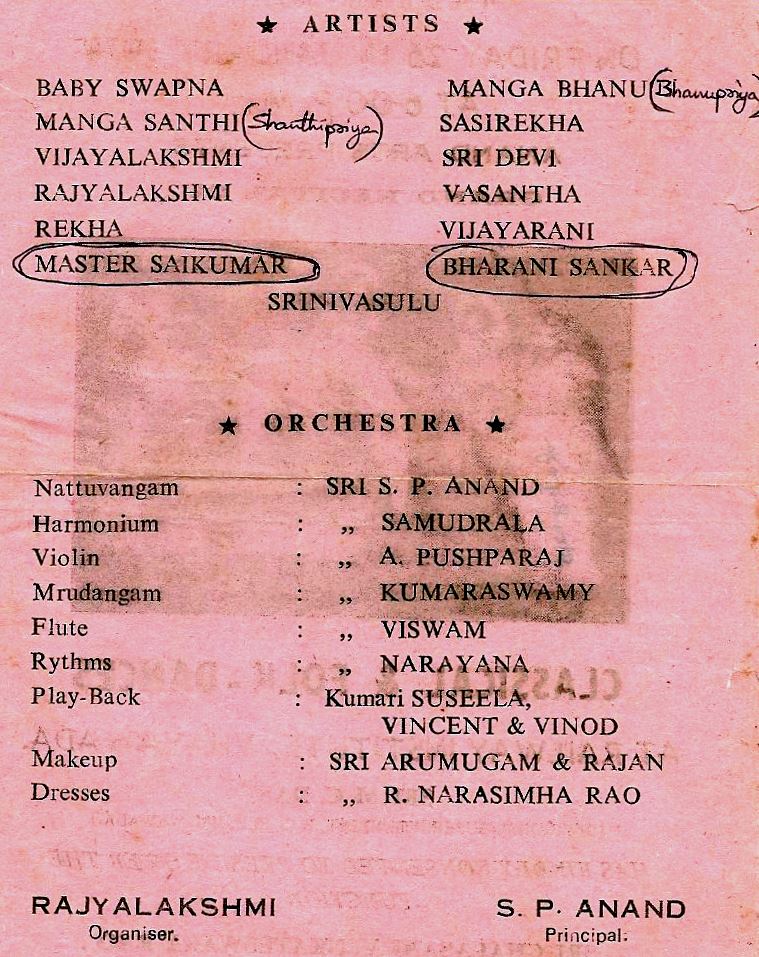 ★ ARTISTS ★
BABY SWAPNA MANGA BHANU (Bhanupriya)
MANGA SANTHI (Shanthipriya) SASIREKHA
VIJAYALAKSHMI SRI DEVI
RAJYALAKSHMI VASANTHA
REKHA VIJAYARANI
MASTER SAIKUMAR BHARANI SANKAR
SRINIVASULU
★ ORCHESTRA ★
Nattuvangam : SRI S. P. ANAND
Harmonium : „ SAMUDRALA
Violin : „ A. PUSHPARAJ
Mrudangam : „ KUMARASWAMY
Flute : „ VISWAM
Rythms : „ NARAYANA
Play-Back : Kumari SUSEELA,
VINCENT & VINOD
Makeup : SRI ARUMUGAM & RAJAN
Dresses : „ R. NARASIMHA RAO
RAJYALAKSHMI S. P. ANAND
Organiser. Principal.